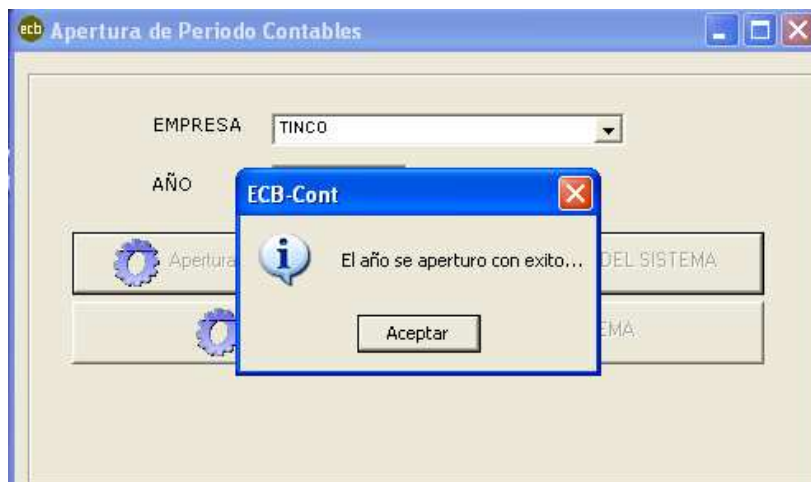 ecb Apertura de Periodo Contables
EMPRESA TINCO
AÑO
ECB-Cont
Apertura
El año se aperturo con exito...
DEL SISTEMA
Aceptar